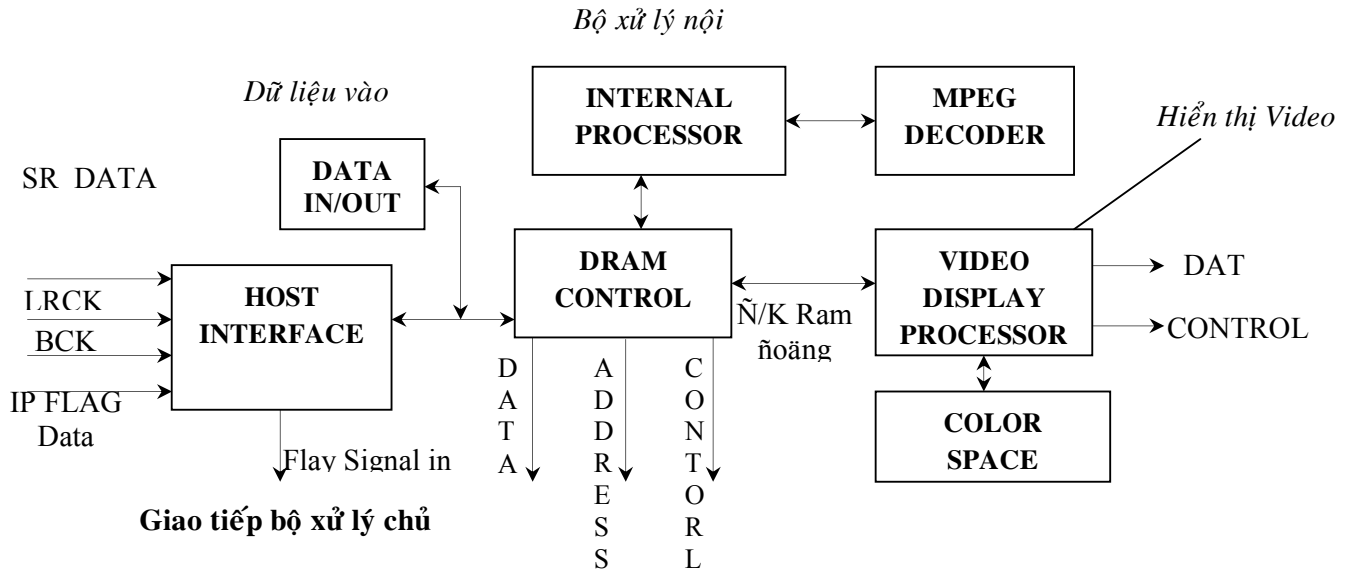 Bộ xử lý nội
INTERNAL
PROCESSOR
MPEG
DECODER
Dữ liệu vào
Hiển thị Video
SR DATA
DATA
IN/OUT
DRAM
CONTROL
VIDEO
DISPLAY
PROCESSOR
DAT
CONTROL
HOST
INTERFACE
LRCK
BCK
IP FLAG
Data
Ñ/K Ram
ñoäng
DATA
ADDRESS
CONTORL
COLOR
SPACE
Flay Signal in
Giao tiếp bộ xử lý chủ